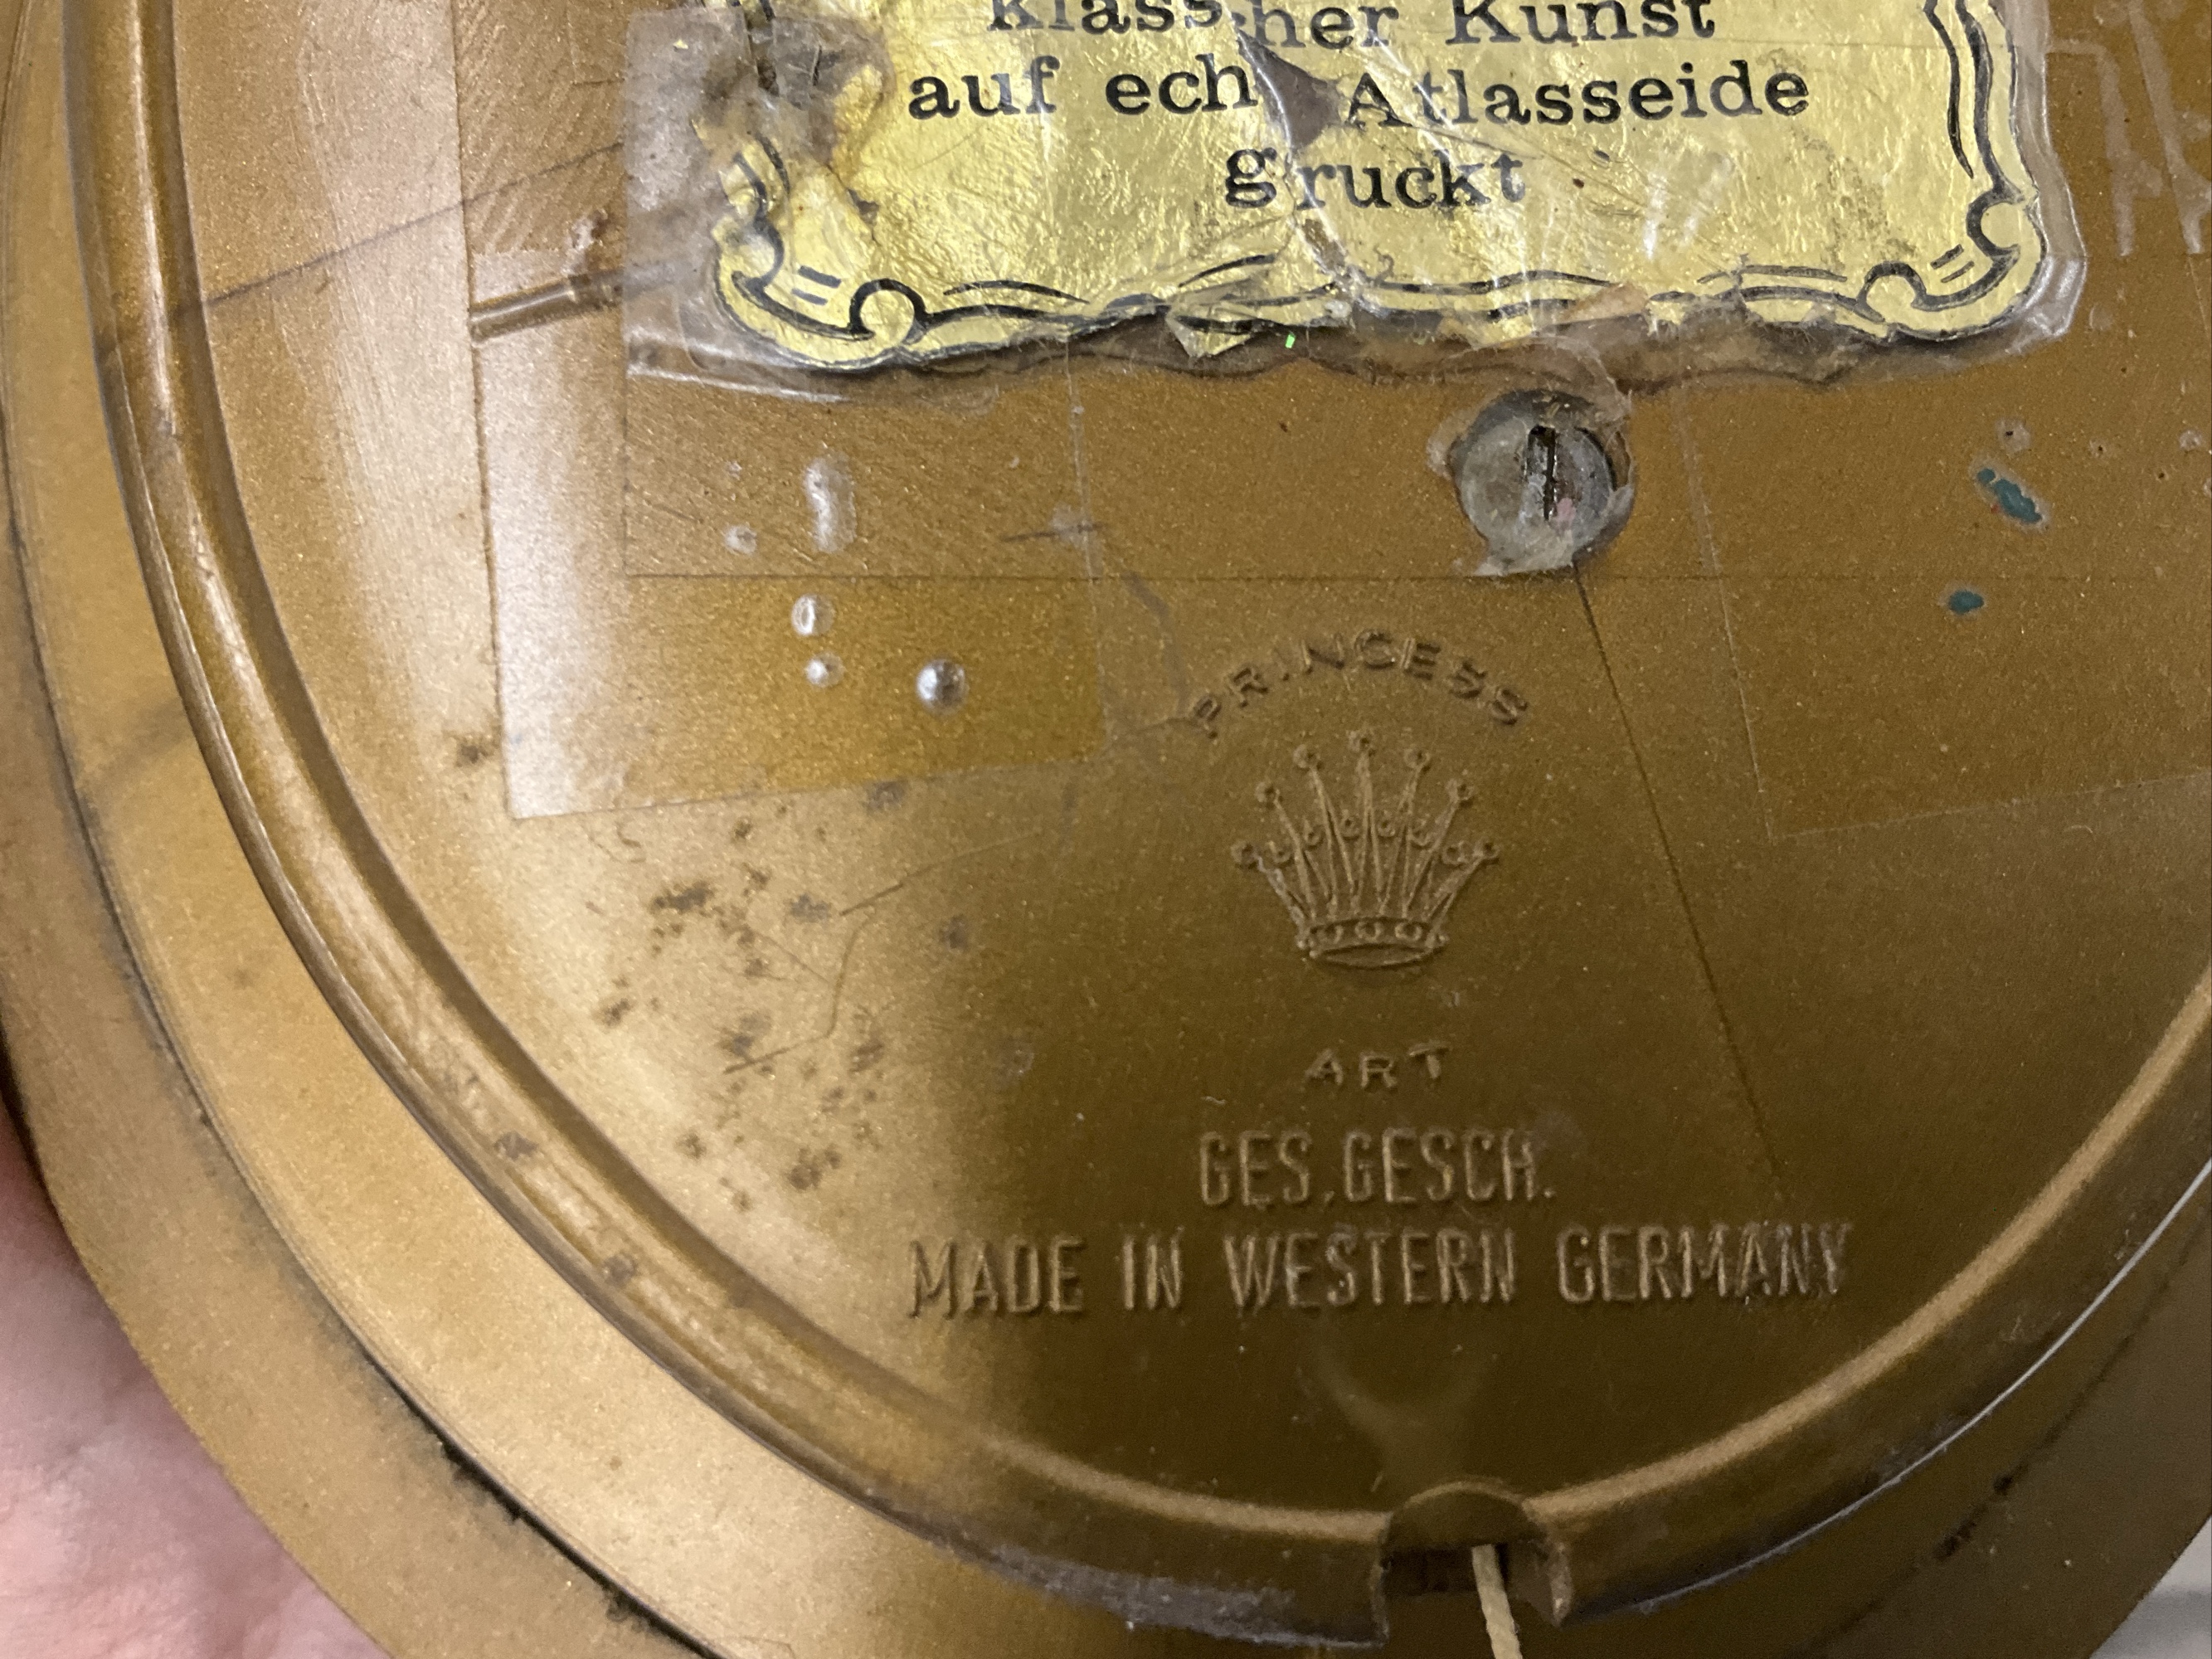 Klass her Kunst
auf ech Atlasseide
g ruckt
PRINCESS
ART
GES.GESCH.
MADE IN WESTERN GERMANY